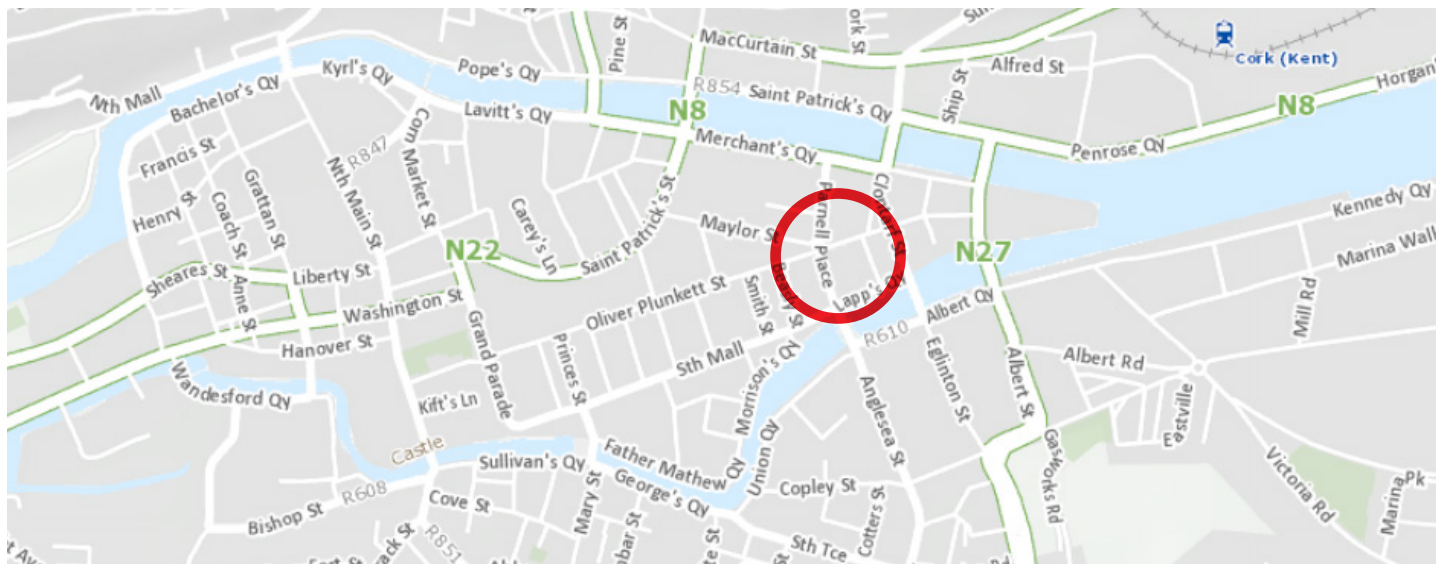 MacCurtain St
Pine St
Alfred St
Cork (Kent)
Pope's Qy
Kyrl's Qy
Nth Mall
Bachelor's Qy
R854
Saint Patrick's Qy
Ship St
N8
N8
Lavitt's Qy
Merchant's Qy
Penrose Qy
R847
Corn Market St
Francis St
Nth Main St
Grattan St
Coach St
Henry St
Parnell Place
Clontarf St
Kennedy Qy
Carey's Ln
Saint Patrick's St
Maylor St
N22
N27
Marina Walk
Sheares St
Liberty St
Anne St
Washington St
Oliver Plunkett St
Smith St
Lapp's Qy
Albert Qy
Mill Rd
Hanover St
Grand Parade
Princes St
Sth Mall
Morrison's Qy
R610
Eglinton St
Albert St
Albert Rd
Wandesford Qy
Kift's Ln
Anglesea St
Eastville
Castle
Sullivan's Qy
Father Mathew Qy
Union Qy
George's Qy
Gasworks Rd
Victoria Rd
R608
Cove St
Mary St
Copley St
Cotters St
Marina Pk
Bishop St
R851
Sth Tce